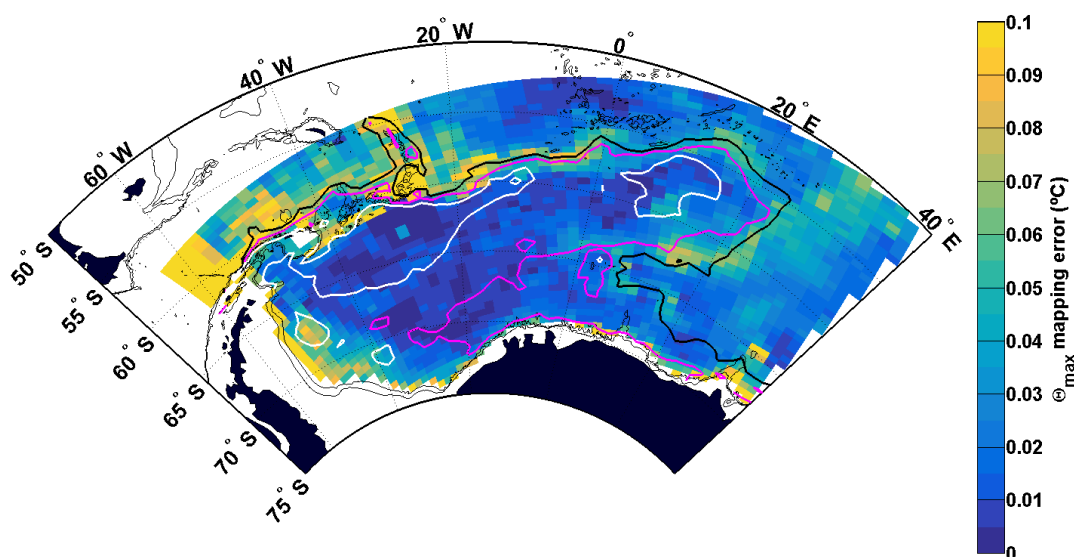 60° W
40° W
20° W
0°
20° E
40° E
50° S
55° S
60° S
65° S
70° S
75° S
0.1
0.09
0.08
0.07
0.06
0.05
0.04
0.03
0.02
0.01
0
Θmax mapping error (ºC)